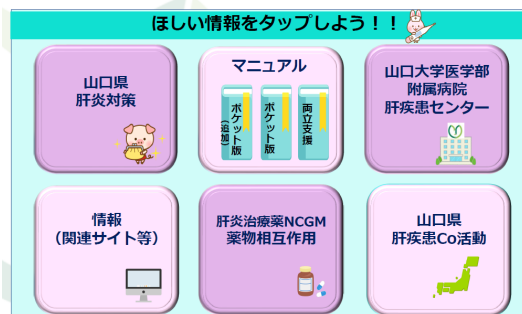 ほしい情報をタップしよう！！
山口県
肝炎対策
マニュアル
ポケット版
（追加）
ポケット版
両立支援
山口大学医学部
附属病院
肝疾患センター
情報
（関連サイト等）
肝炎治療薬NCGM
薬物相互作用
山口県
肝疾患Co活動